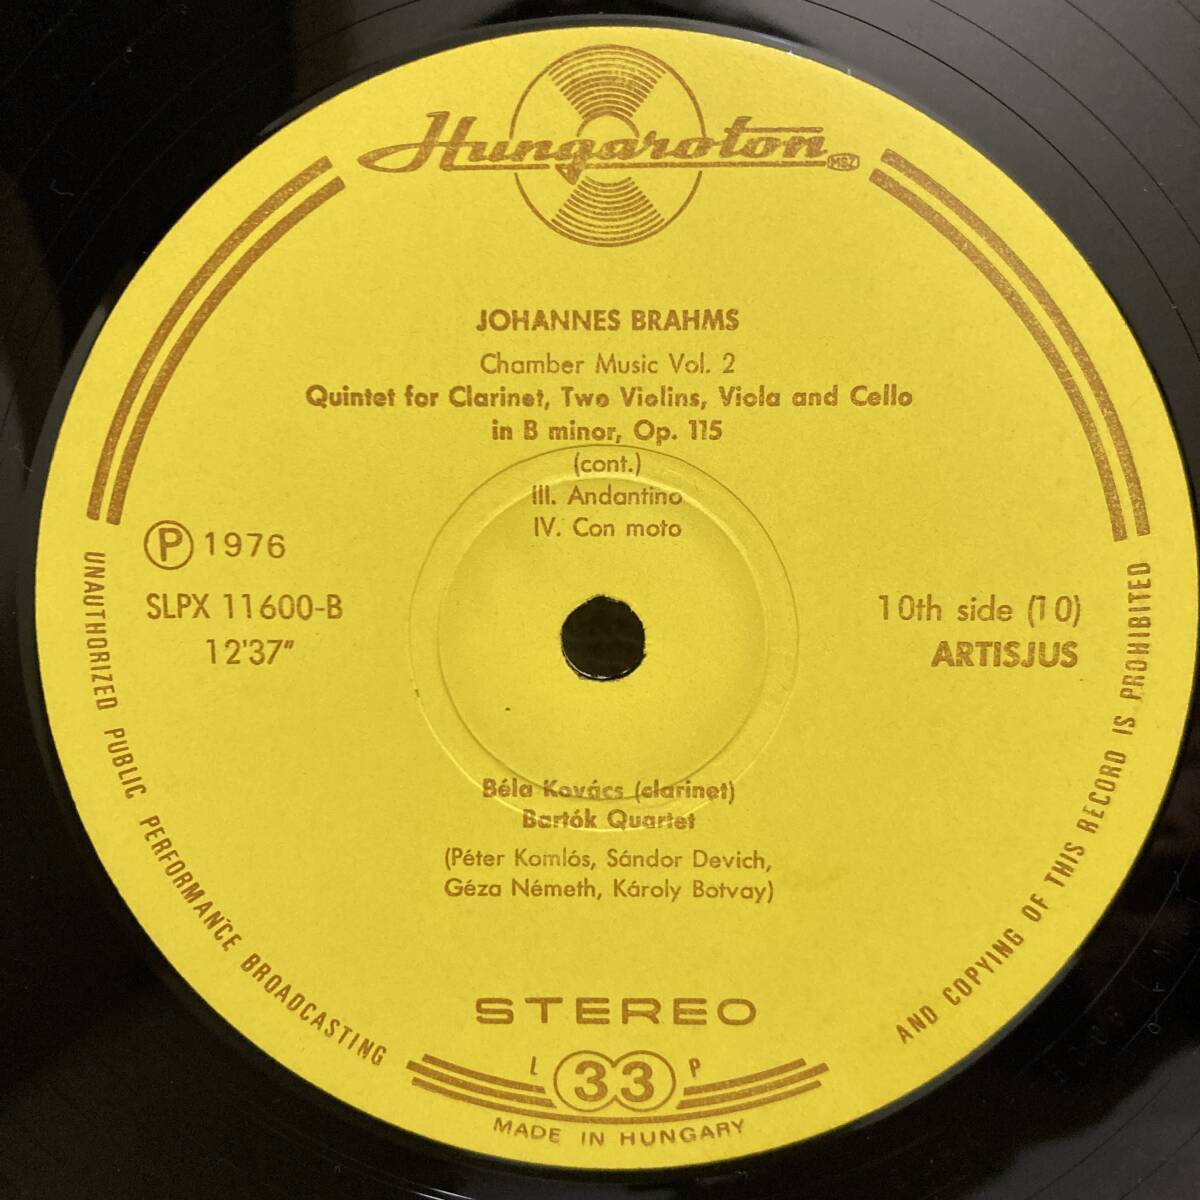 Hungaroton
MSZ
JOHANNES BRAHMS
Chamber Music Vol. 2
Quintet for Clarinet, Two Violins, Viola and Cello
in B minor, Op. 115
(cont.)
III. Andantino
IV. Con moto
Ⓟ 1976
SLPX 11600-B
12'37"
10th side (10)
ARTISJUS
Béla Kovács (clarinet)
Bartók Quartet
(Péter Komlós, Sándor Devich,
Géza Németh, Károly Botvay)
STEREO
L 33 P
MADE IN HUNGARY
UNAUTHORIZED PUBLIC PERFORMANCE BROADCASTING
AND COPYING OF THIS RECORD IS PROHIBITED